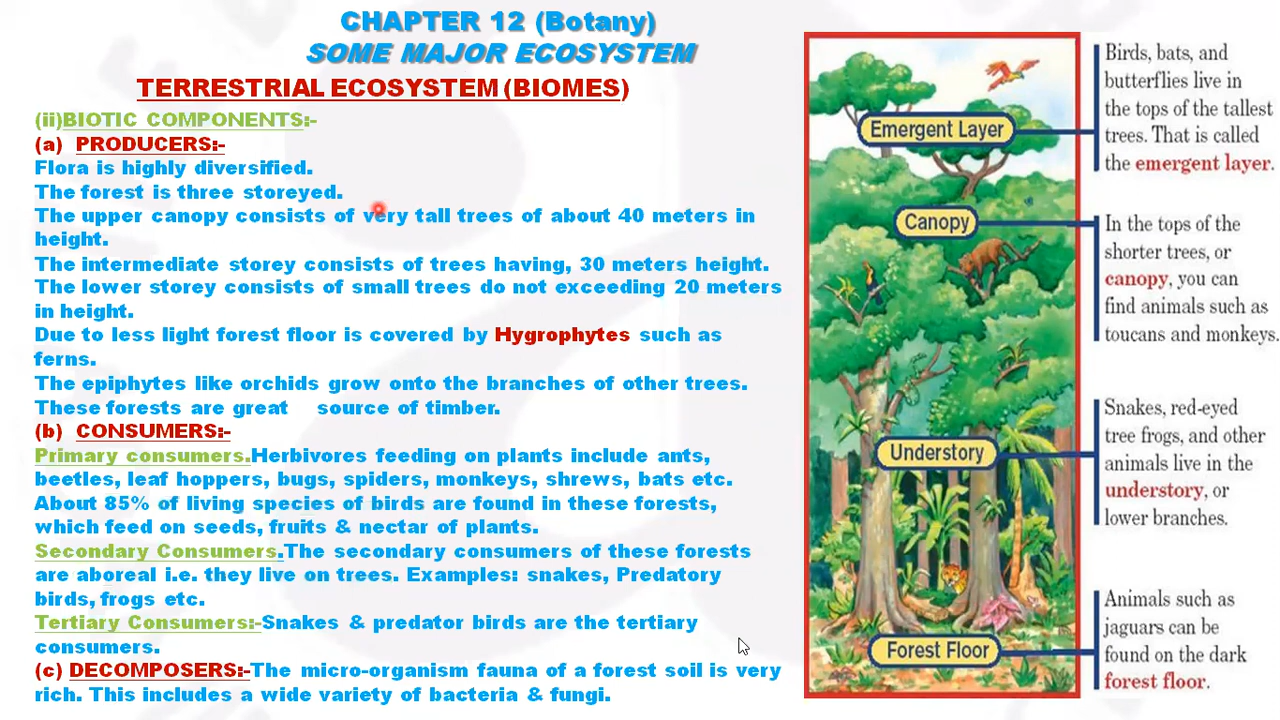 CHAPTER 12 (Botany)
SOME MAJOR ECOSYSTEM
TERRESTRIAL ECOSYSTEM (BIOMES)
(ii)BIOTIC COMPONENTS:-
(a) PRODUCERS:-
Flora is highly diversified.
The forest is three storeyed.
The upper canopy consists of very tall trees of about 40 meters in
height.
The intermediate storey consists of trees having, 30 meters height.
The lower storey consists of small trees do not exceeding 20 meters
in height.
Due to less light forest floor is covered by Hygrophytes such as
ferns.
The epiphytes like orchids grow onto the branches of other trees.
These forests are great source of timber.
(b) CONSUMERS:-
Primary consumers.Herbivores feeding on plants include ants,
beetles, leaf hoppers, bugs, spiders, monkeys, shrews, bats etc.
About 85% of living species of birds are found in these forests,
which feed on seeds, fruits & nectar of plants.
Secondary Consumers.The secondary consumers of these forests
are aboreal i.e. they live on trees. Examples: snakes, Predatory
birds, frogs etc.
Tertiary Consumers:-Snakes & predator birds are the tertiary
consumers.
(c) DECOMPOSERS:-The micro-organism fauna of a forest soil is very
rich. This includes a wide variety of bacteria & fungi.
Emergent Layer
Birds, bats, and
butterflies live in
the tops of the tallest
trees. That is called
the emergent layer.
Canopy
In the tops of the
shorter trees, or
canopy, you can
find animals such as
toucans and monkeys.
Understory
Snakes, red-eyed
tree frogs, and other
animals live in the
understory, or
lower branches.
Forest Floor
Animals such as
jaguars can be
found on the dark
forest floor.